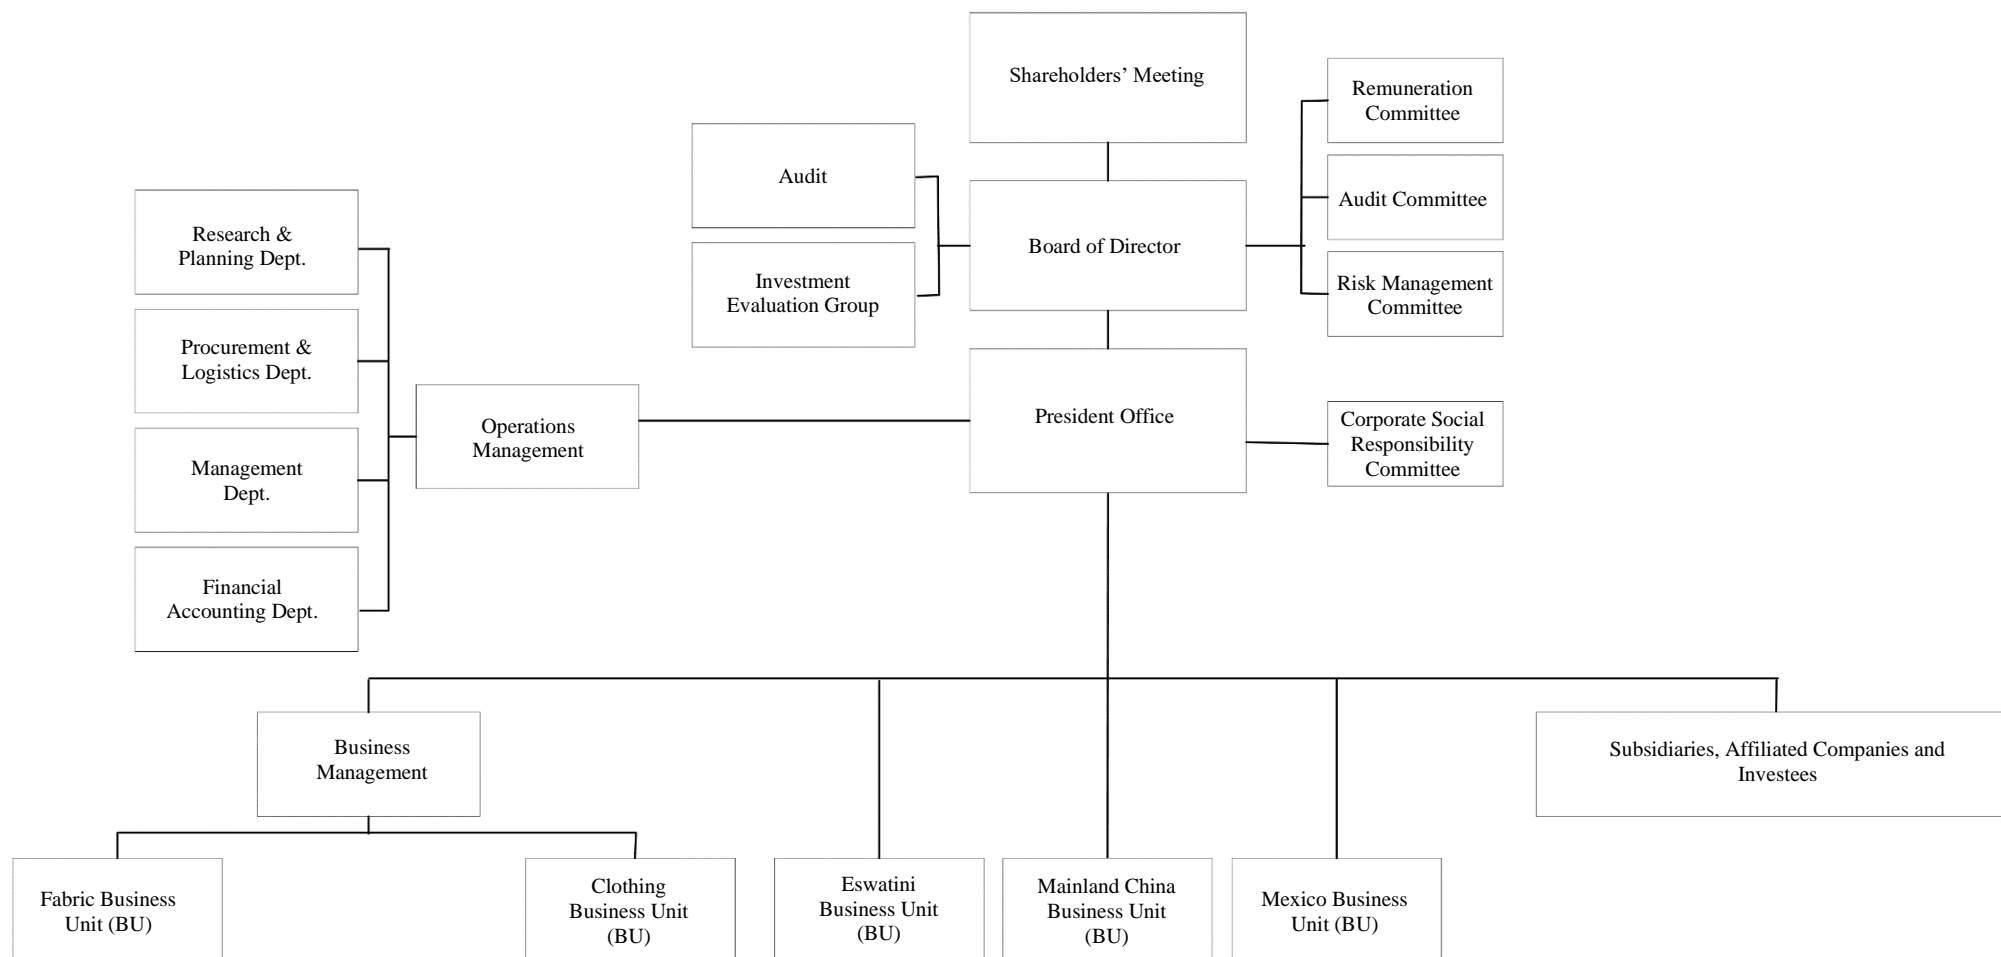 Shareholders’ Meeting
Remuneration
Committee
Audit
Audit Committee
Research &
Planning Dept.
Board of Director
Investment
Evaluation Group
Risk Management
Committee
Procurement &
Logistics Dept.
Operations
Management
President Office
Corporate Social
Responsibility
Committee
Management
Dept.
Financial
Accounting Dept.
Business
Management
Subsidiaries, Affiliated Companies and
Investees
Fabric Business
Unit (BU)
Clothing
Business Unit
(BU)
Eswatini
Business Unit
(BU)
Mainland China
Business Unit
(BU)
Mexico Business
Unit (BU)